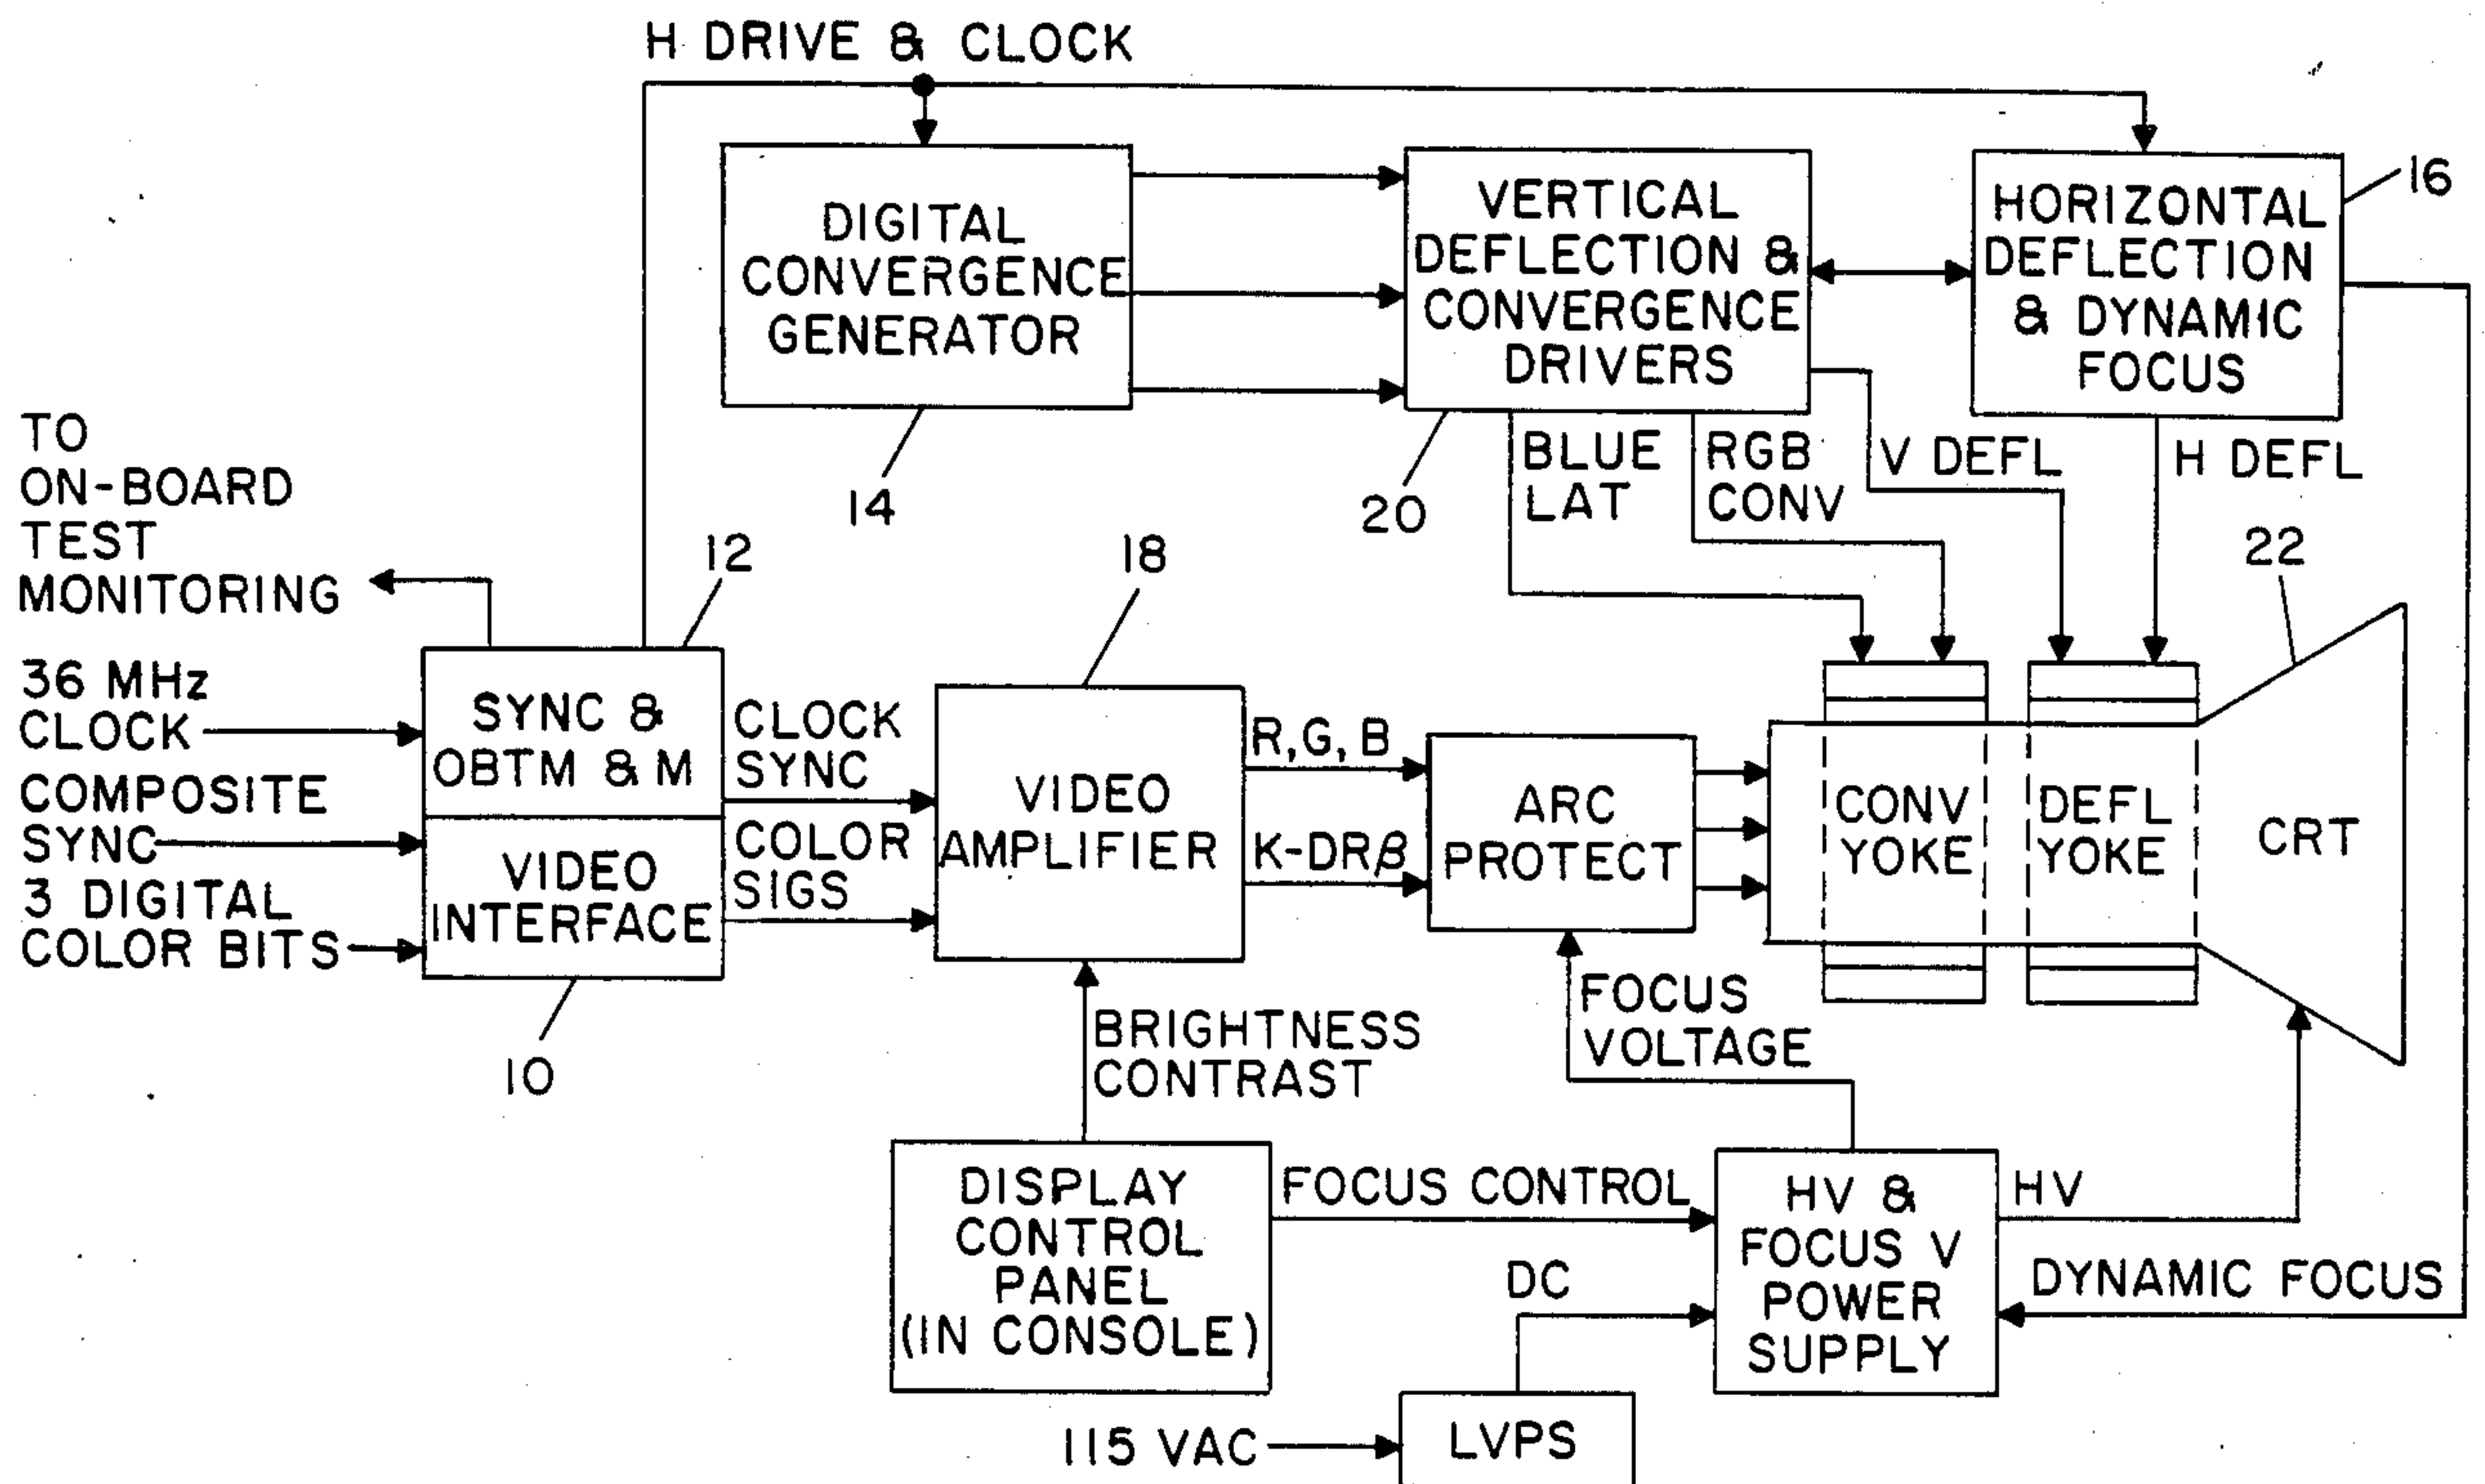 H DRIVE & CLOCK
DIGITAL
CONVERGENCE
GENERATOR
14
VERTICAL
DEFLECTION &
CONVERGENCE
DRIVERS
20
HORIZONTAL
DEFLECTION
& DYNAMIC
FOCUS
16
BLUE
LAT
RGB
CONV
V DEFL
H DEFL
22
TO
ON-BOARD
TEST
MONITORING
12
18
36 MHz
CLOCK
COMPOSITE
SYNC
3 DIGITAL
COLOR BITS
SYNC &
OBTM & M
VIDEO
INTERFACE
10
CLOCK
SYNC
COLOR
SIGS
VIDEO
AMPLIFIER
R,G,B
K-DRβ
ARC
PROTECT
CONV
YOKE
DEFL
YOKE
CRT
BRIGHTNESS
CONTRAST
FOCUS
VOLTAGE
DISPLAY
CONTROL
PANEL
(IN CONSOLE)
FOCUS CONTROL
DC
HV &
FOCUS V
POWER
SUPPLY
HV
DYNAMIC FOCUS
115 VAC
LVPS